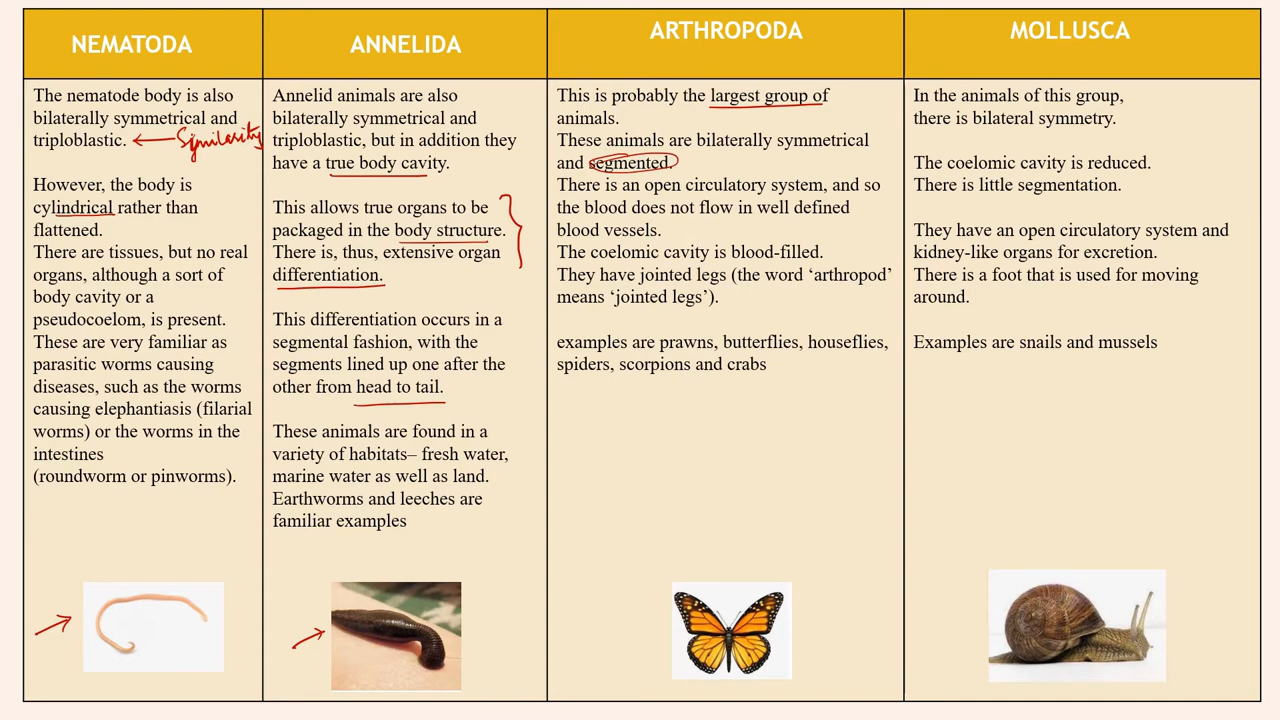 NEMATODA
The nematode body is also
bilaterally symmetrical and
triploblastic. Similarity
However, the body is
cylindrical rather than
flattened.
There are tissues, but no real
organs, although a sort of
body cavity or a
pseudocoelom, is present.
These are very familiar as
parasitic worms causing
diseases, such as the worms
causing elephantiasis (filarial
worms) or the worms in the
intestines
(roundworm or pinworms).
ANNELIDA
Annelid animals are also
bilaterally symmetrical and
triploblastic, but in addition they
have a true body cavity.
This allows true organs to be
packaged in the body structure.
There is, thus, extensive organ
differentiation.
This differentiation occurs in a
segmental fashion, with the
segments lined up one after the
other from head to tail.
These animals are found in a
variety of habitats– fresh water,
marine water as well as land.
Earthworms and leeches are
familiar examples
ARTHROPODA
This is probably the largest group of
animals.
These animals are bilaterally symmetrical
and segmented.
There is an open circulatory system, and so
the blood does not flow in well defined
blood vessels.
The coelomic cavity is blood-filled.
They have jointed legs (the word ‘arthropod’
means ‘jointed legs’).
examples are prawns, butterflies, houseflies,
spiders, scorpions and crabs
MOLLUSCA
In the animals of this group,
there is bilateral symmetry.
The coelomic cavity is reduced.
There is little segmentation.
They have an open circulatory system and
kidney-like organs for excretion.
There is a foot that is used for moving
around.
Examples are snails and mussels